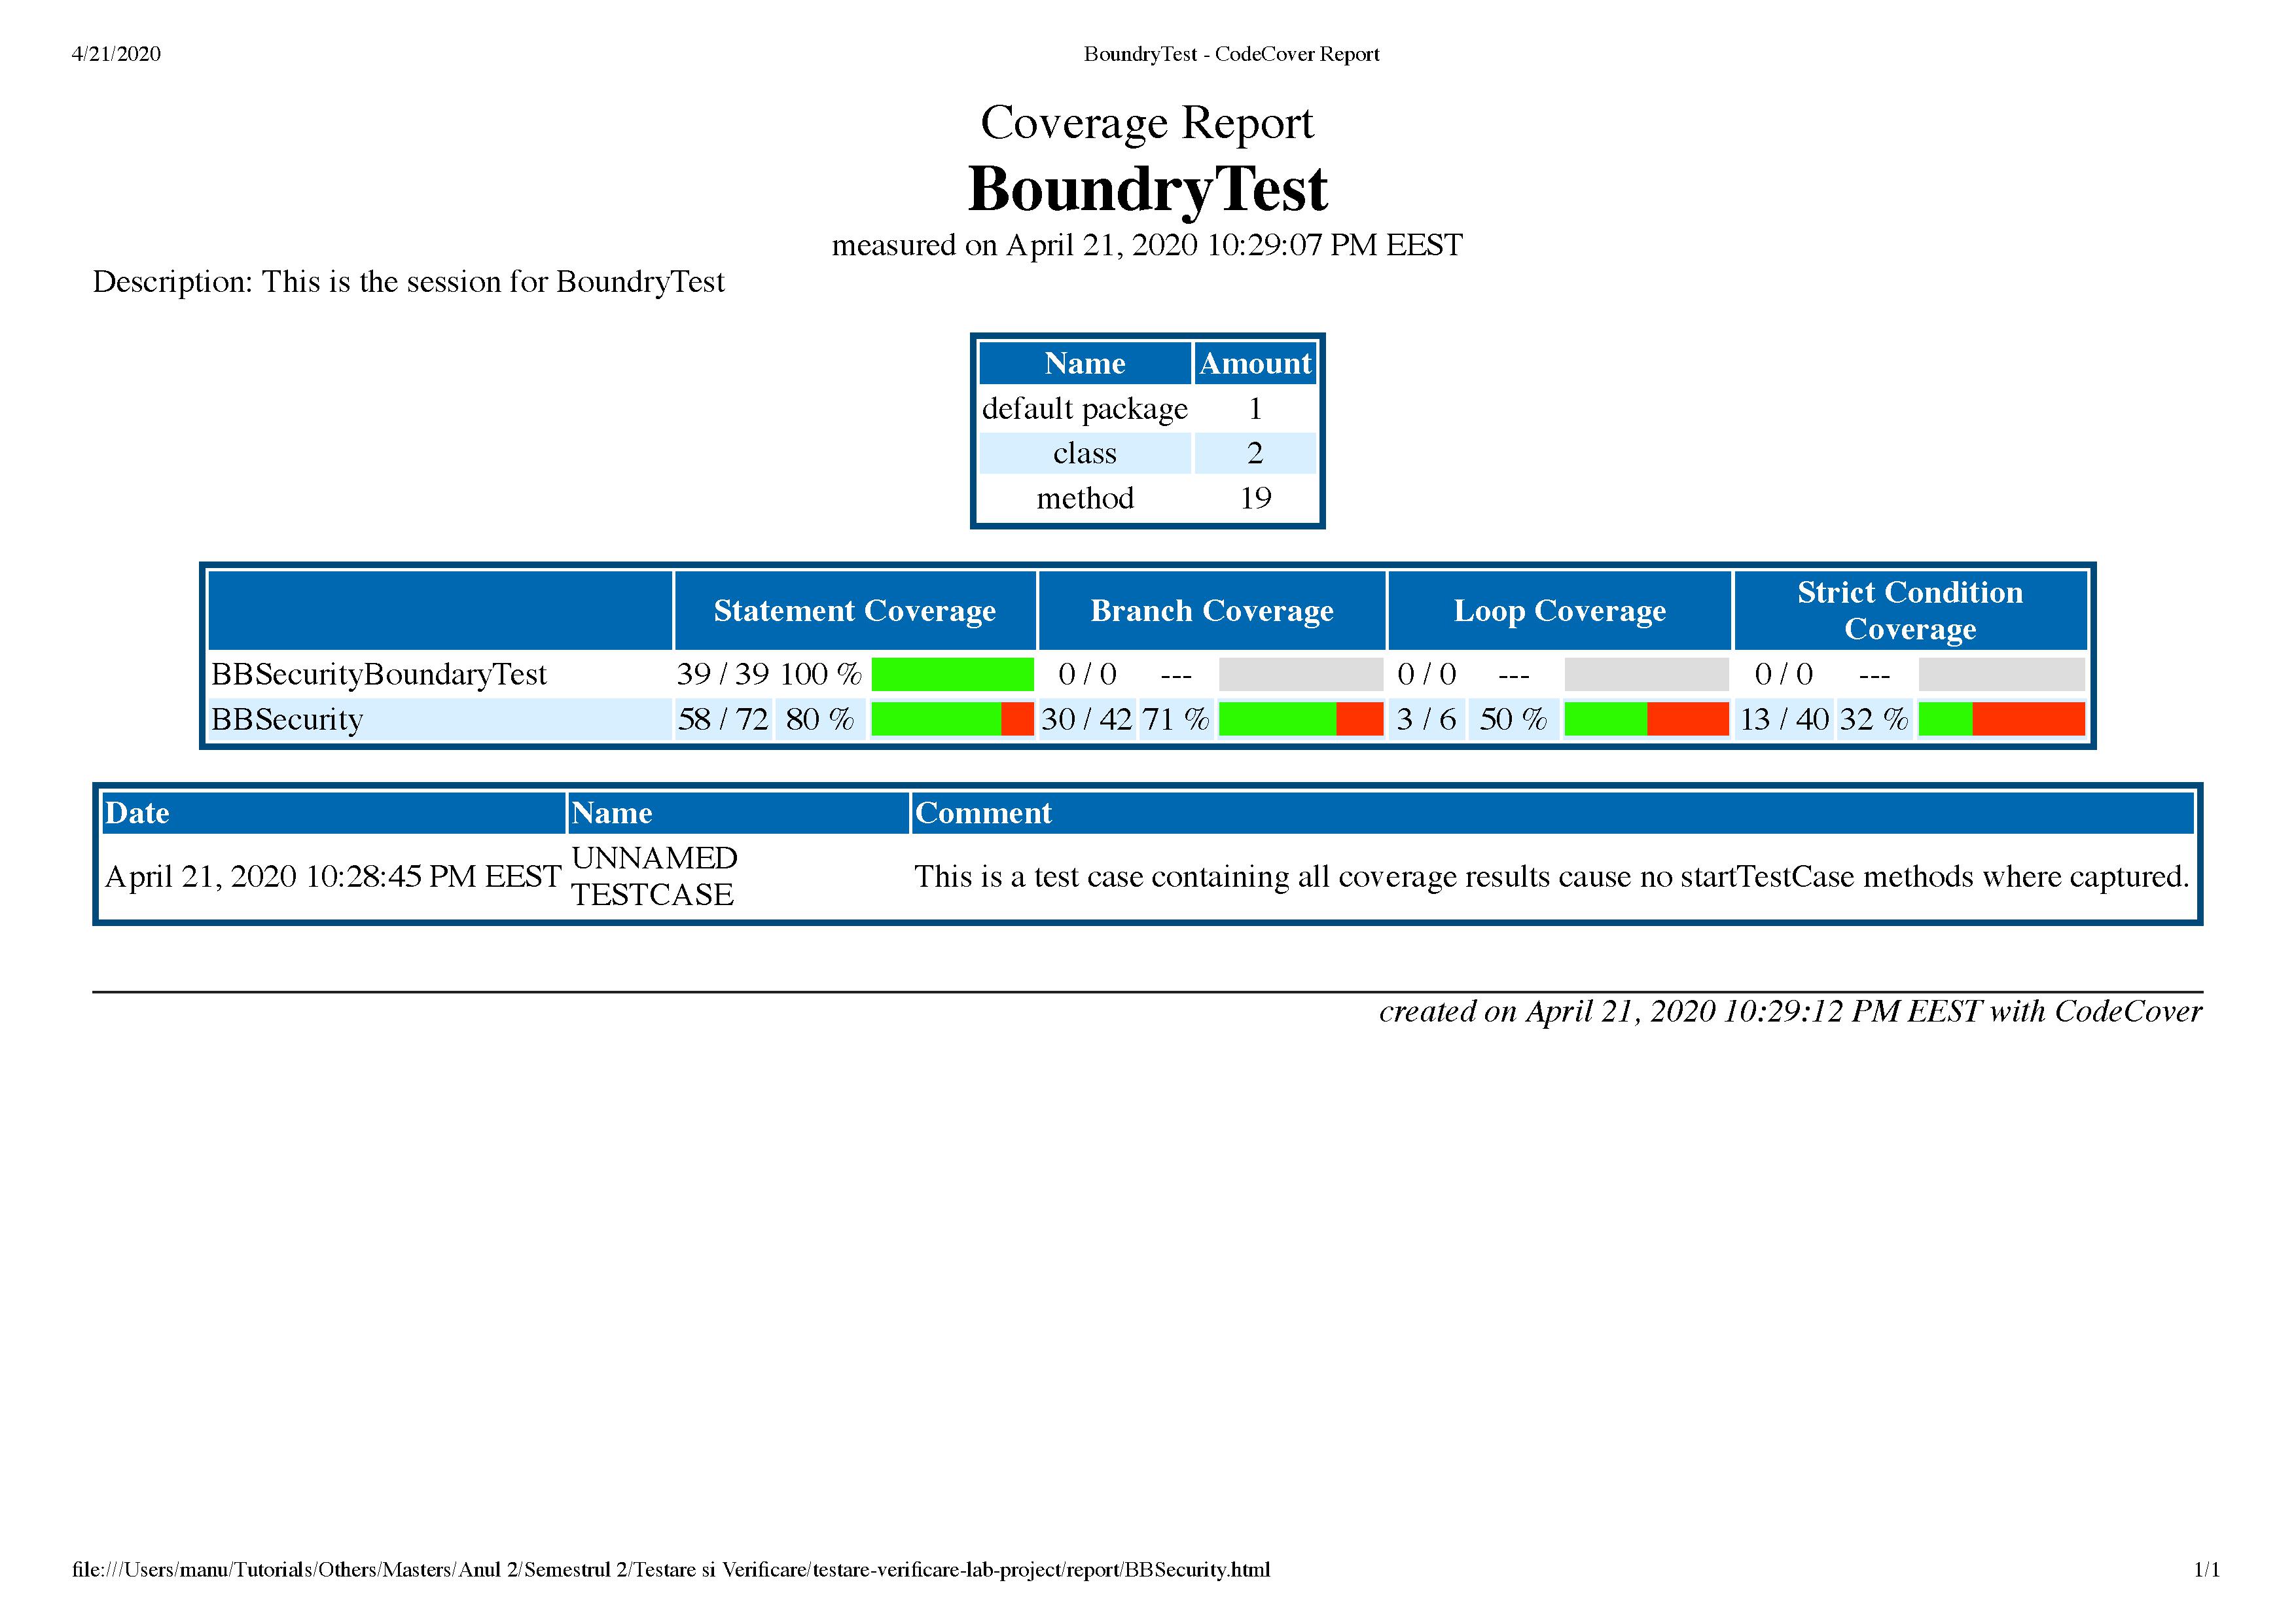 4/21/2020 BoundryTest - CodeCover Report
Coverage Report
BoundryTest
measured on April 21, 2020 10:29:07 PM EEST
Description: This is the session for BoundryTest
Name Amount
default package 1
class 2
method 19
Statement Coverage Branch Coverage Loop Coverage Strict Condition
Coverage
BBSecurityBoundaryTest 39 / 39 100 % 0 / 0 --- 0 / 0 --- 0 / 0 ---
BBSecurity 58 / 72 80 % 30 / 42 71 % 3 / 6 50 % 13 / 40 32 %
Date Name Comment
April 21, 2020 10:28:45 PM EEST UNNAMED
TESTCASE This is a test case containing all coverage results cause no startTestCase methods where captured.
created on April 21, 2020 10:29:12 PM EEST with CodeCover
file:///Users/manu/Tutorials/Others/Masters/Anul 2/Semestrul 2/Testare si Verificare/testare-verificare-lab-project/report/BBSecurity.html 1/1